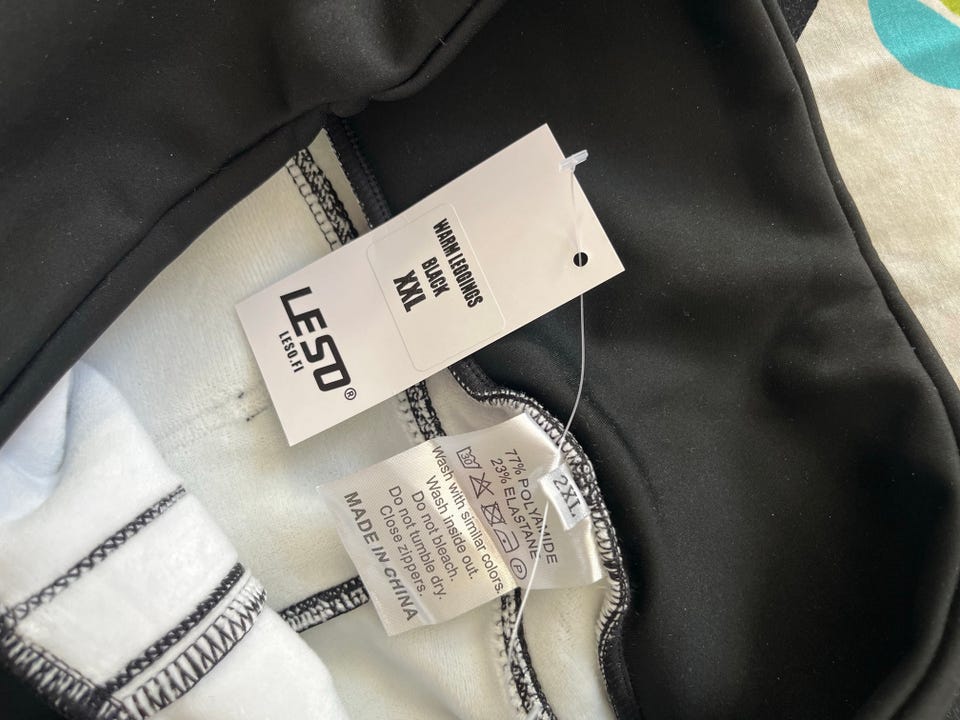 WARM LEGGINGS
BLACK
XXL
LESO®
LESO.FI
2XL
77% POLYAMIDE
23% ELASTANE
30
P
Wash with similar colors.
Wash inside out.
Do not bleach.
Do not tumble dry.
Close zippers.
MADE IN CHINA